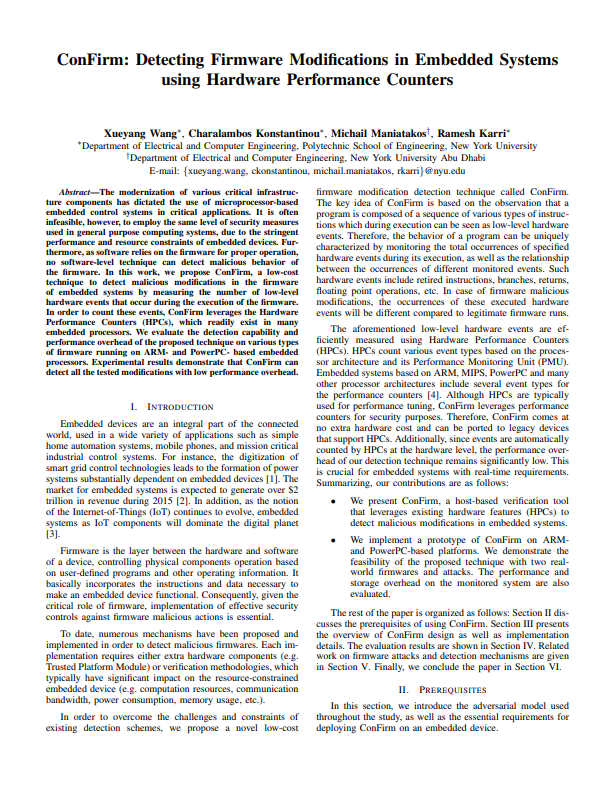 ConFirm: Detecting Firmware Modifications in Embedded Systems
using Hardware Performance Counters
Xueyang Wang*, Charalambos Konstantinou*, Michail Maniatakos†, Ramesh Karri*
*Department of Electrical and Computer Engineering, Polytechnic School of Engineering, New York University
†Department of Electrical and Computer Engineering, New York University Abu Dhabi
E-mail: {xueyang.wang, ckonstantinou, michail.maniatakos, rkarri}@nyu.edu
Abstract—The modernization of various critical infrastruc-
ture components has dictated the use of microprocessor-based
embedded control systems in critical applications. It is often
infeasible, however, to employ the same level of security measures
used in general purpose computing systems, due to the stringent
performance and resource constraints of embedded devices. Fur-
thermore, as software relies on the firmware for proper operation,
no software-level technique can detect malicious behavior of
the firmware. In this work, we propose ConFirm, a low-cost
technique to detect malicious modifications in the firmware
of embedded systems by measuring the number of low-level
hardware events that occur during the execution of the firmware.
In order to count these events, ConFirm leverages the Hardware
Performance Counters (HPCs), which readily exist in many
embedded processors. We evaluate the detection capability and
performance overhead of the proposed technique on various types
of firmware running on ARM- and PowerPC- based embedded
processors. Experimental results demonstrate that ConFirm can
detect all the tested modifications with low performance overhead.
I. Introduction
Embedded devices are an integral part of the connected
world, used in a wide variety of applications such as simple
home automation systems, mobile phones, and mission critical
industrial control systems. For instance, the digitization of
smart grid control technologies leads to the formation of power
systems substantially dependent on embedded devices [1]. The
market for embedded systems is expected to generate over $2
trillion in revenue during 2015 [2]. In addition, as the notion
of the Internet-of-Things (IoT) continues to evolve, embedded
systems as IoT components will dominate the digital planet
[3].
Firmware is the layer between the hardware and software
of a device, controlling physical components operation based
on user-defined programs and other operating information. It
basically incorporates the instructions and data necessary to
make an embedded device functional. Consequently, given the
critical role of firmware, implementation of effective security
controls against firmware malicious actions is essential.
To date, numerous mechanisms have been proposed and
implemented in order to detect malicious firmwares. Each im-
plementation requires either extra hardware components (e.g.
Trusted Platform Module) or verification methodologies, which
typically have significant impact on the resource-constrained
embedded device (e.g. computation resources, communication
bandwidth, power consumption, memory usage, etc.).
In order to overcome the challenges and constraints of
existing detection schemes, we propose a novel low-cost
firmware modification detection technique called ConFirm.
The key idea of ConFirm is based on the observation that a
program is composed of a sequence of various types of instruc-
tions which during execution can be seen as low-level hardware
events. Therefore, the behavior of a program can be uniquely
characterized by monitoring the total occurrences of specified
hardware events during its execution, as well as the relationship
between the occurrences of different monitored events. Such
hardware events include retired instructions, branches, returns,
floating point operations, etc. In case of firmware malicious
modifications, the occurrences of these executed hardware
events will be different compared to legitimate firmware runs.
The aforementioned low-level hardware events are ef-
ficiently measured using Hardware Performance Counters
(HPCs). HPCs count various event types based on the proces-
sor architecture and its Performance Monitoring Unit (PMU).
Embedded systems based on ARM, MIPS, PowerPC and many
other processor architectures include several event types for
the performance counters [4]. Although HPCs are typically
used for performance tuning, ConFirm leverages performance
counters for security purposes. Therefore, ConFirm comes at
no extra hardware cost and can be ported to legacy devices
that support HPCs. Additionally, since events are automatically
counted by HPCs at the hardware level, the performance over-
head of our detection technique remains significantly low. This
is crucial for embedded systems with real-time requirements.
Summarizing, our contributions are as follows:
• We present ConFirm, a host-based verification tool
that leverages existing hardware features (HPCs) to
detect malicious modifications in embedded systems.
• We implement a prototype of ConFirm on ARM-
and PowerPC-based platforms. We demonstrate the
feasibility of the proposed technique with two real-
world firmwares and attacks. The performance and
storage overhead on the monitored system are also
evaluated.
The rest of the paper is organized as follows: Section II dis-
cusses the prerequisites of using ConFirm. Section III presents
the overview of ConFirm design as well as implementation
details. The evaluation results are shown in Section IV. Related
work on firmware attacks and detection mechanisms are given
in Section V. Finally, we conclude the paper in Section VI.
II. Prerequisites
In this section, we introduce the adversarial model used
throughout the study, as well as the essential requirements for
deploying ConFirm on an embedded device.